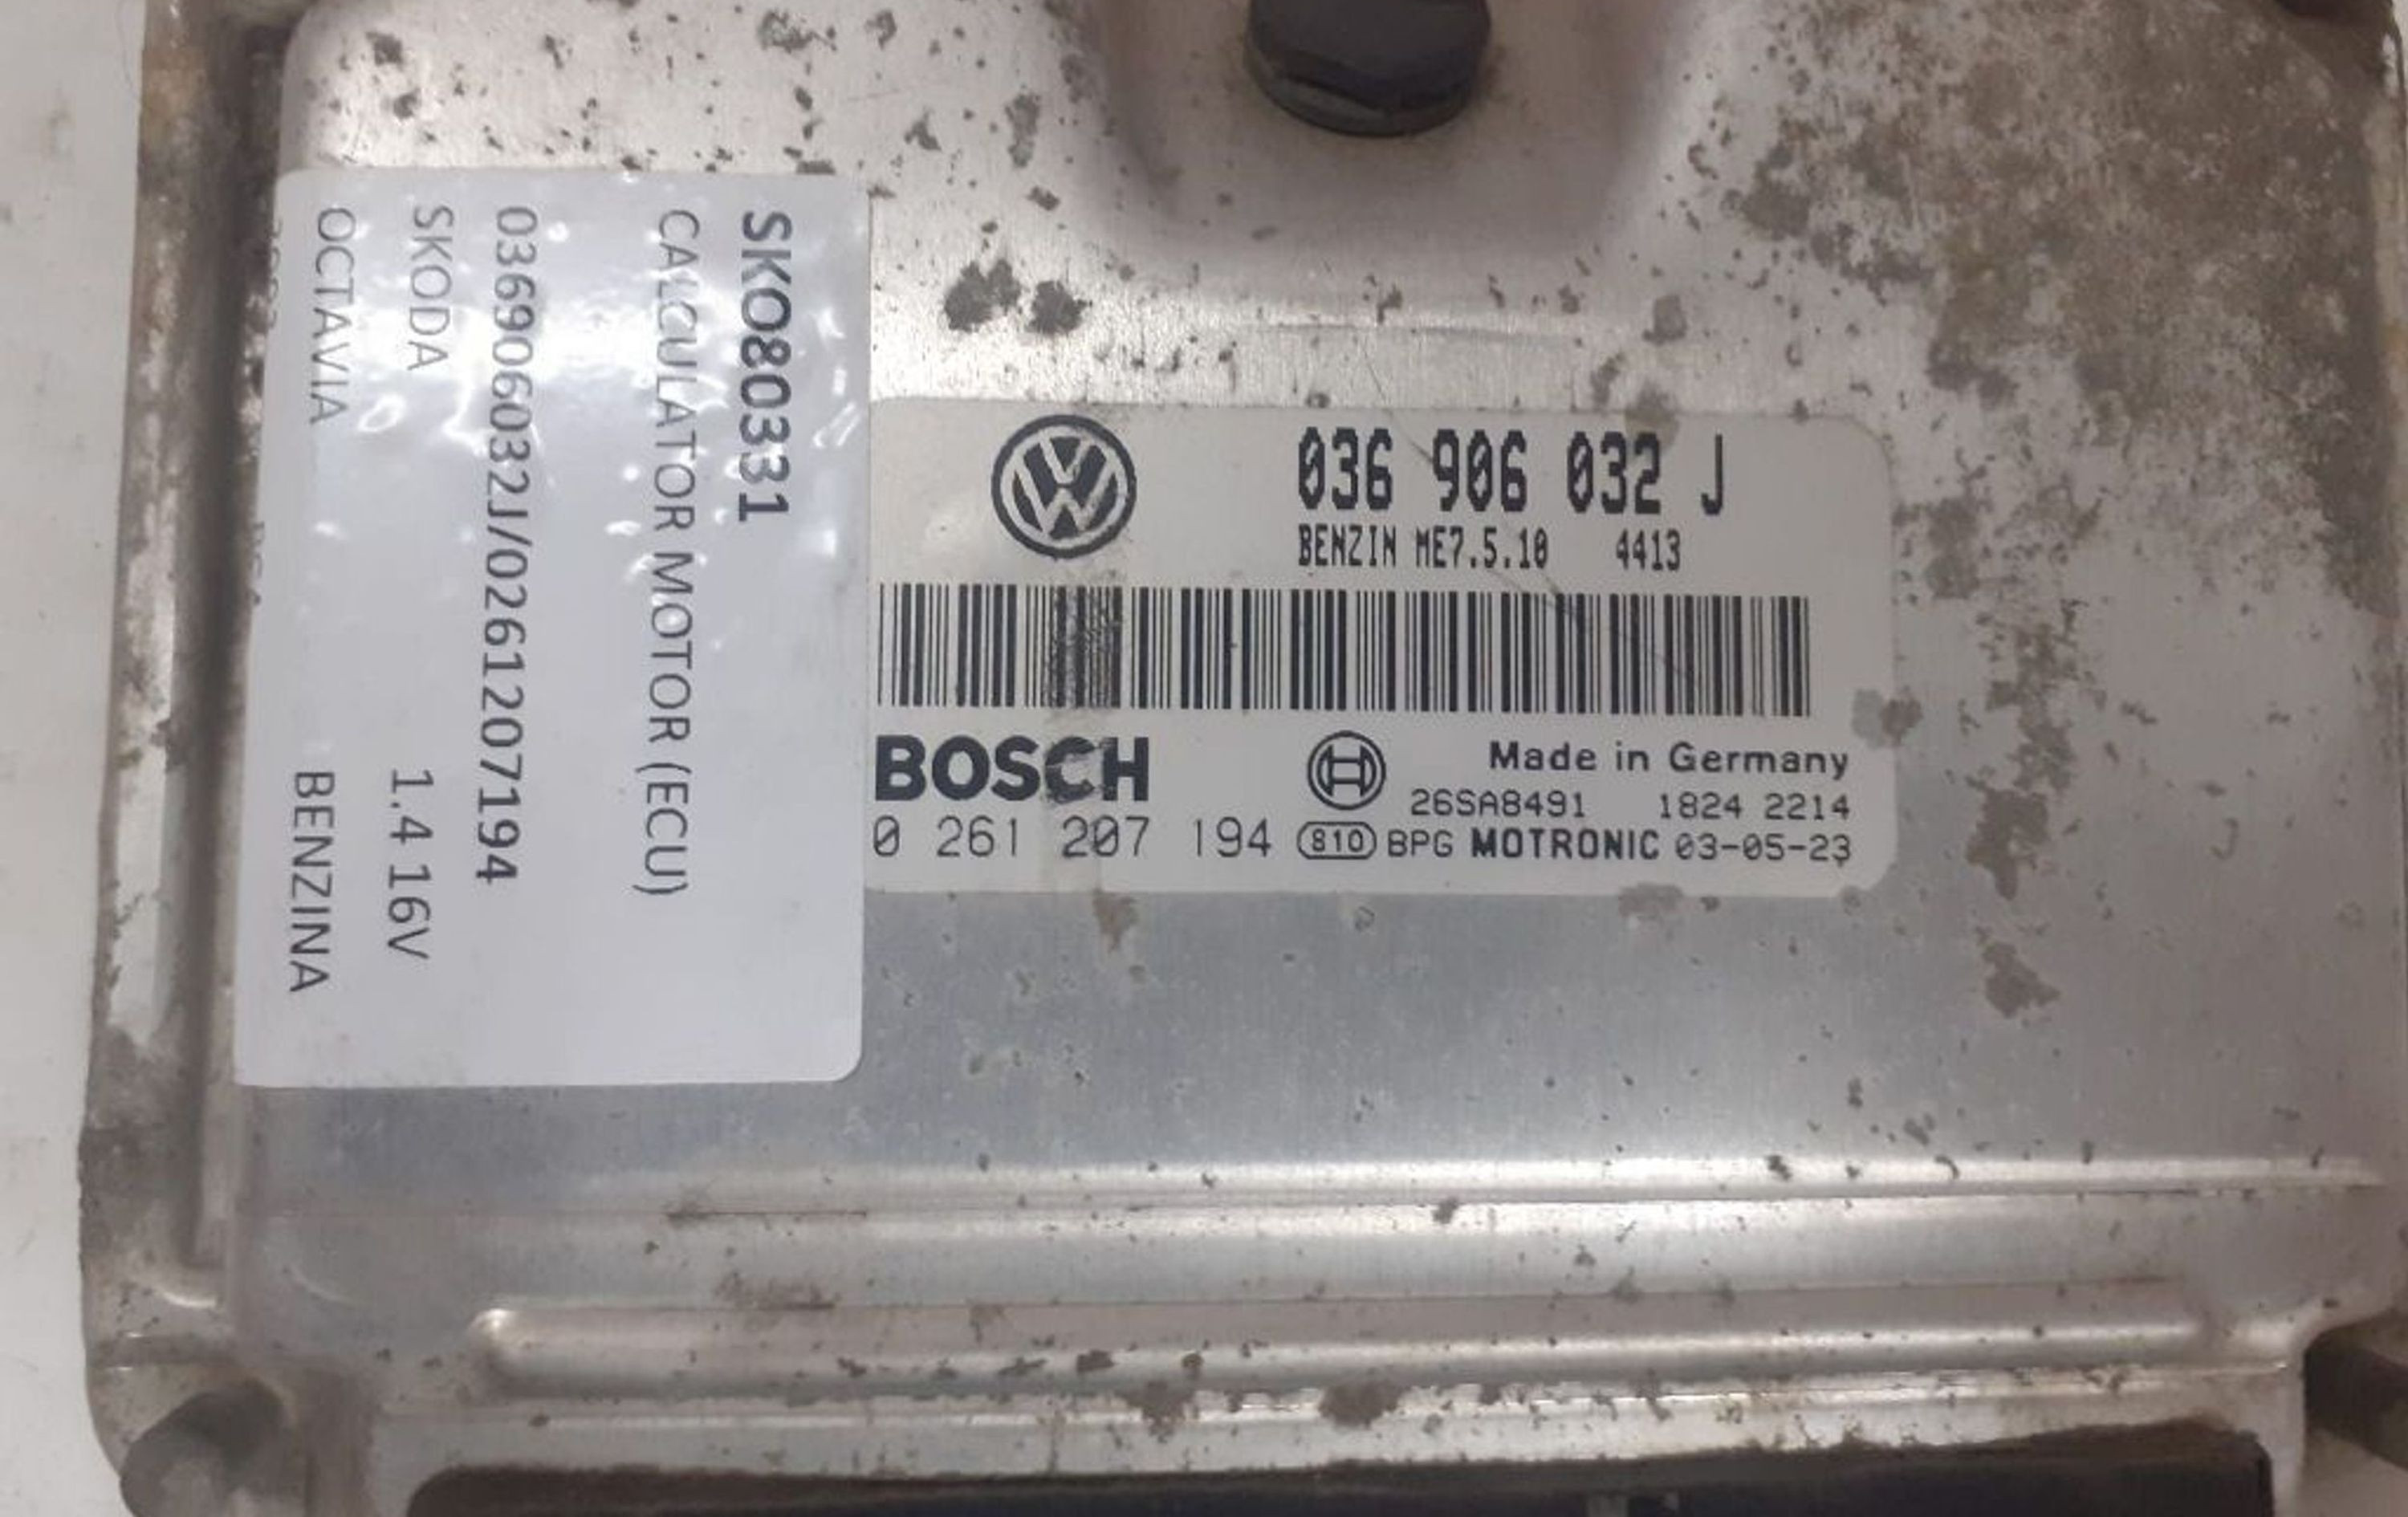 SKO80331
CALCULATOR MOTOR (ECU)
036906032J/0261207194
SKODA 1.4 16V
OCTAVIA BENZINA
036 906 032 J
BENZIN ME7.5.10 4413
BOSCH
Made in Germany
26SA8491 1824 2214
0 261 207 194 810 BPG MOTRONIC 03-05-23